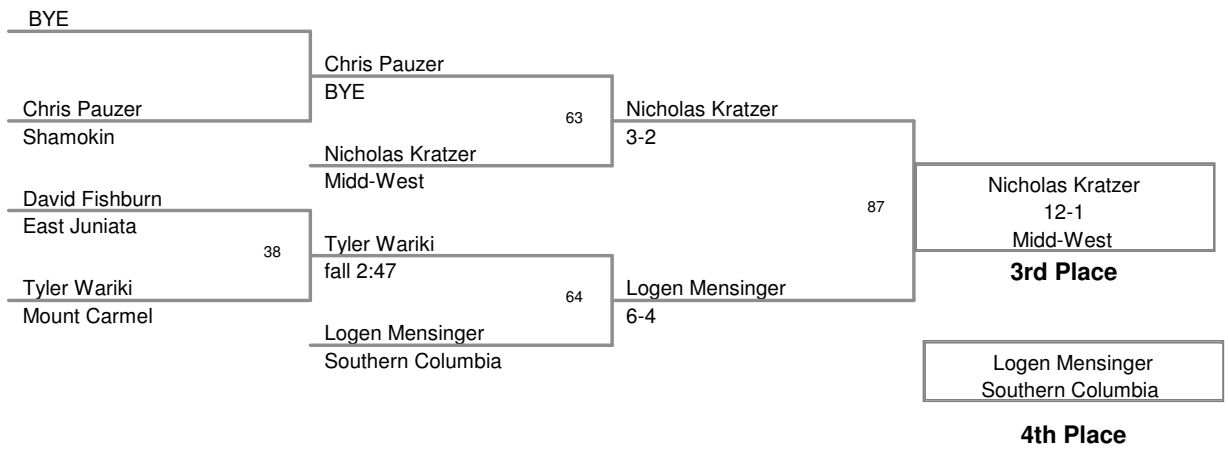 BYE
Chris Pauzer
Shamokin
David Fishburn
East Juniata
38
Tyler Wariki
Mount Carmel
Chris Pauzer
BYE
63
Nicholas Kratzer
Midd-West
Tyler Wariki
fall 2:47
64
Logen Mensinger
Southern Columbia
Nicholas Kratzer
3-2
87
Logen Mensinger
6-4
Nicholas Kratzer
12-1
Midd-West
3rd Place
Logen Mensinger
Southern Columbia
4th Place